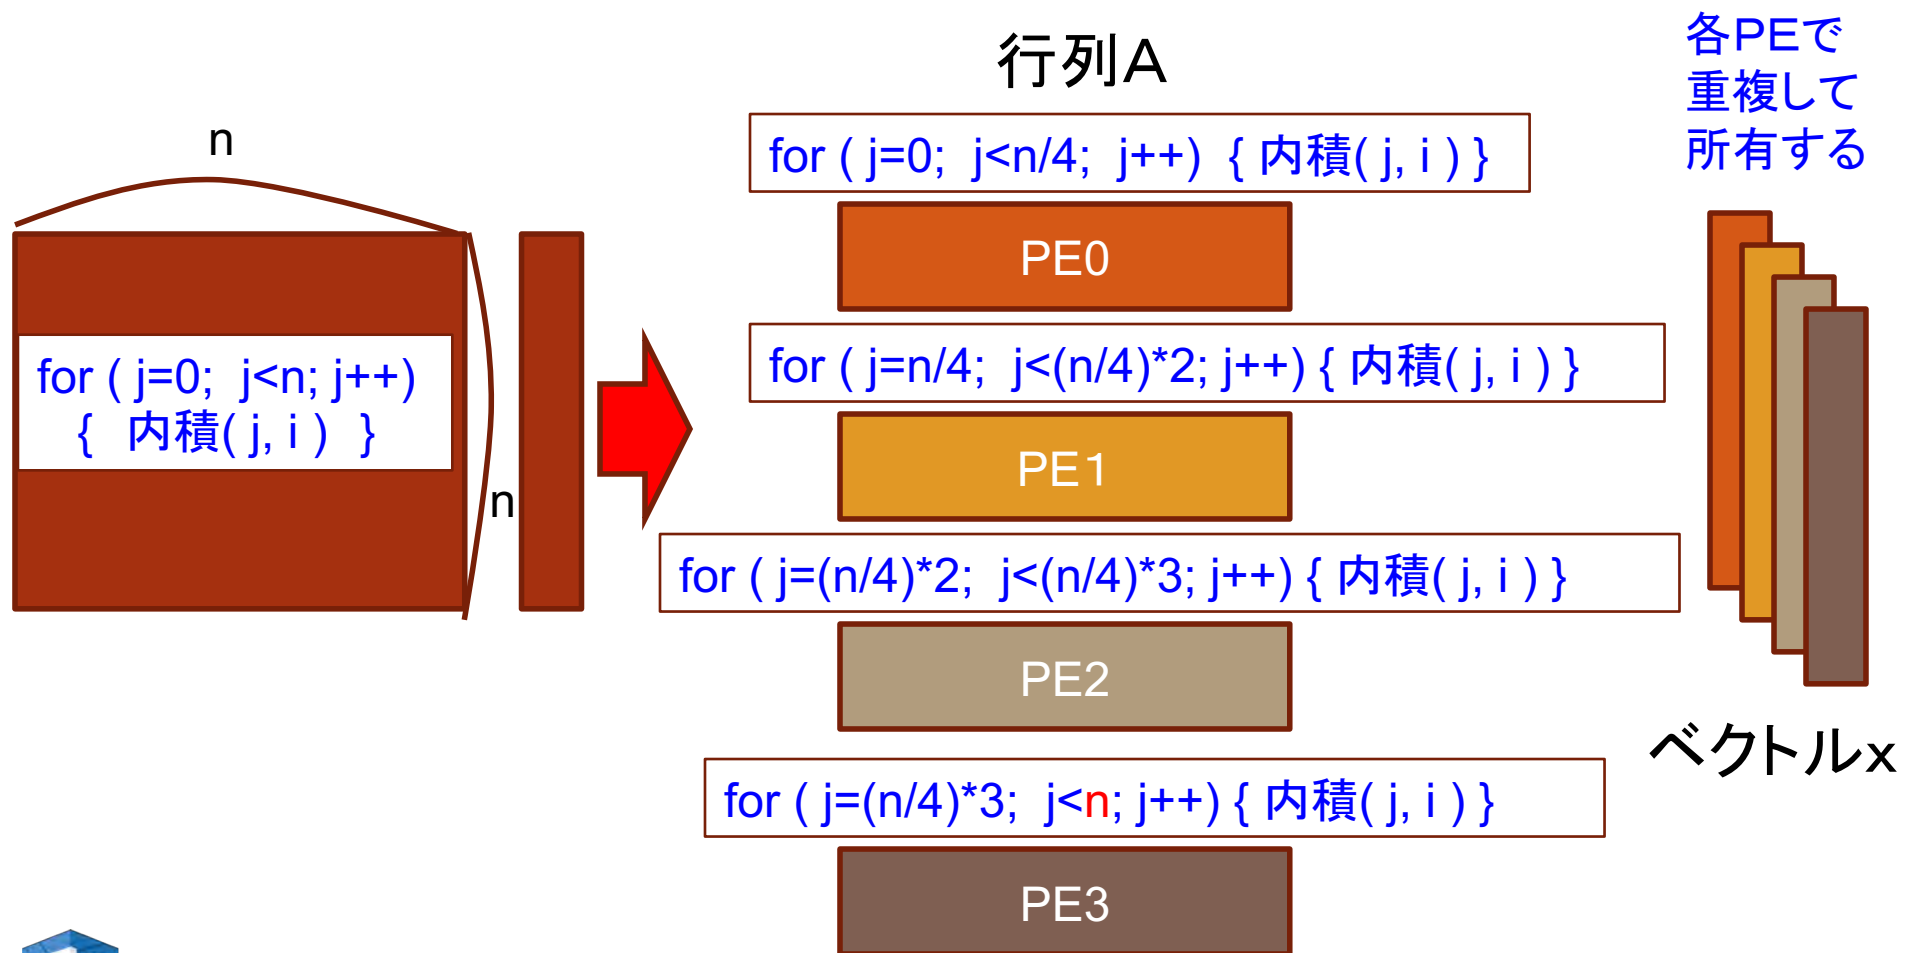 行列A
各PEで
重複して
所有する
n
for ( j=0; j<n; j++)
{ 内積( j, i ) }
n
for ( j=0; j<n/4; j++) { 内積( j, i ) }
PE0
for ( j=n/4; j<(n/4)*2; j++) { 内積( j, i ) }
PE1
for ( j=(n/4)*2; j<(n/4)*3; j++) { 内積( j, i ) }
PE2
for ( j=(n/4)*3; j<n; j++) { 内積( j, i ) }
PE3
ベクトルx